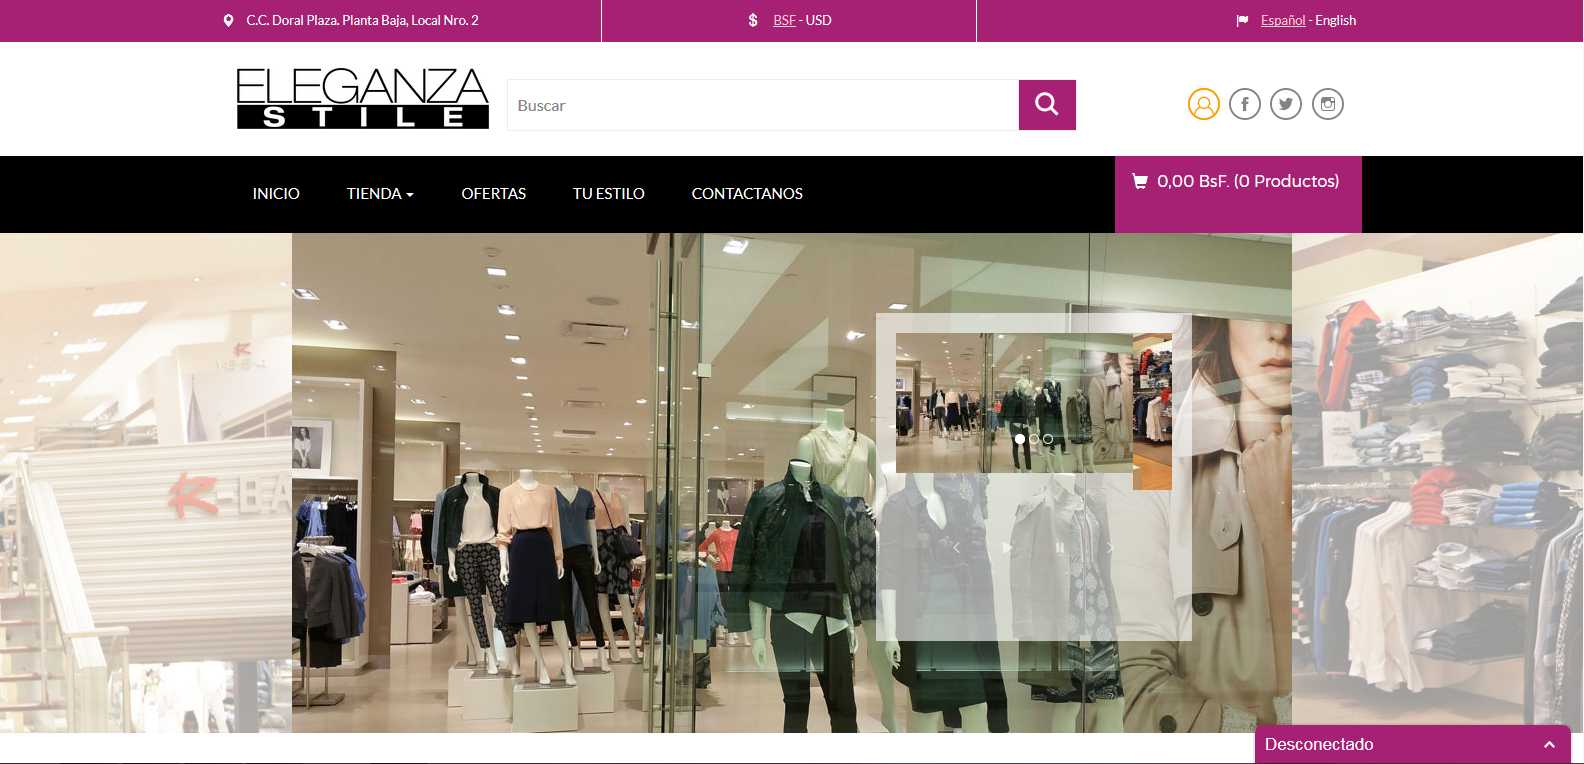 C.C. Doral Plaza. Planta Baja, Local Nro. 2
$ BSF - USD
Español - English
ELEGANZA
STILE
Buscar
INICIO
TIENDA
OFERTAS
TU ESTILO
CONTACTANOS
0,00 BsF. (0 Productos)
Desconectado